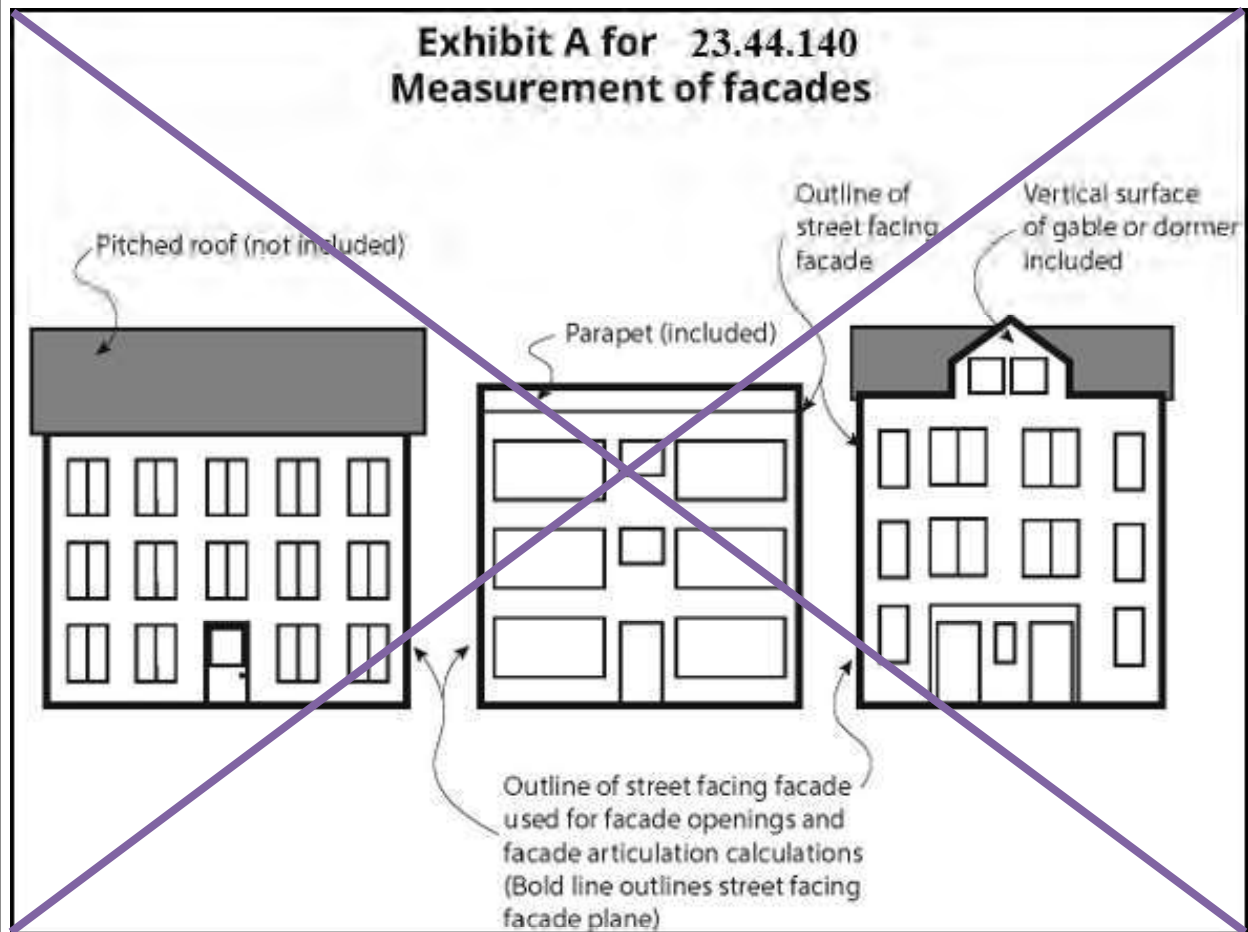 Exhibit A for 23.44.140
Measurement of facades
Outline of
street facing
facade
Vertical surface
of gable or dormer
included
Pitched roof (not included)
Parapet (included)
Outline of street facing facade
used for facade openings and
facade articulation calculations
(Bold line outlines street facing
facade plane)